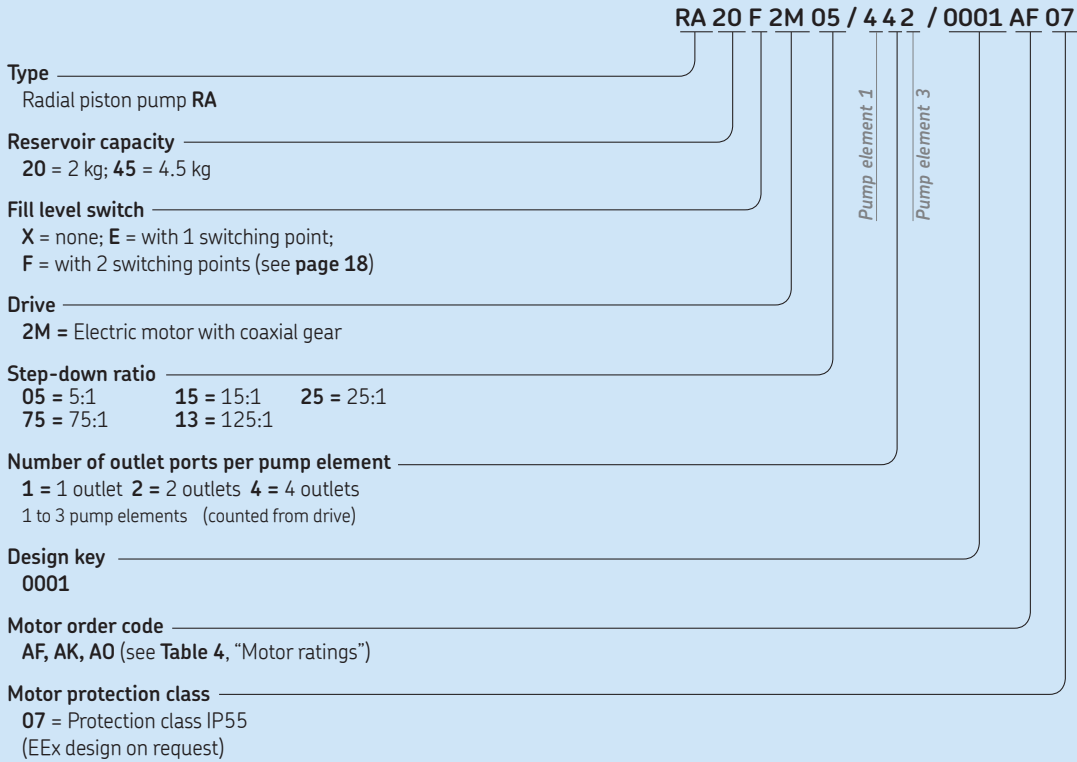 RA 20 F 2M 05 / 4 4 2 / 0001 AF 07
Pump element 1
Pump element 3
Type
Radial piston pump RA
Reservoir capacity
20 = 2 kg; 45 = 4.5 kg
Fill level switch
X = none; E = with 1 switching point;
F = with 2 switching points (see page 18)
Drive
2M = Electric motor with coaxial gear
Step-down ratio
05 = 5:1 15 = 15:1 25 = 25:1
75 = 75:1 13 = 125:1
Number of outlet ports per pump element
1 = 1 outlet 2 = 2 outlets 4 = 4 outlets
1 to 3 pump elements (counted from drive)
Design key
0001
Motor order code
AF, AK, AO (see Table 4, “Motor ratings”)
Motor protection class
07 = Protection class IP55
(EEx design on request)